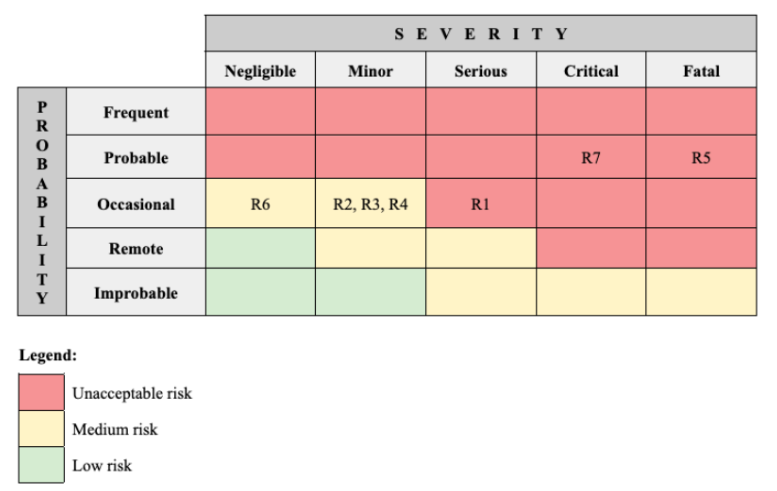 S E V E R I T Y
Negligible Minor Serious Critical Fatal
PROBABILITY
Frequent
Probable R7 R5
Occasional R6 R2, R3, R4 R1
Remote
Improbable
Legend:
Unacceptable risk
Medium risk
Low risk